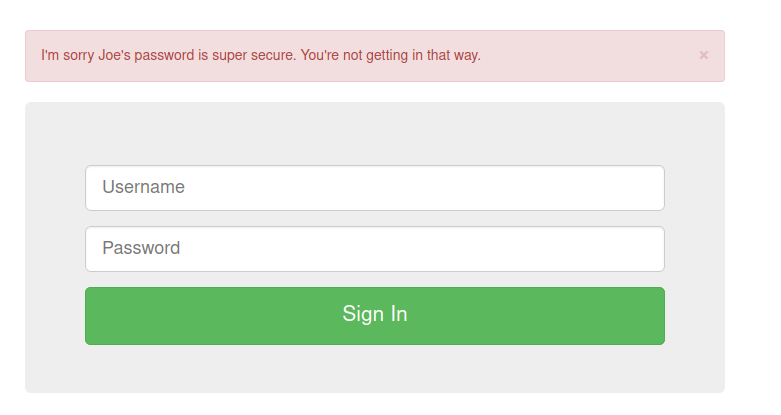 I'm sorry Joe's password is super secure. You're not getting in that way.
×
Username
Password
Sign In